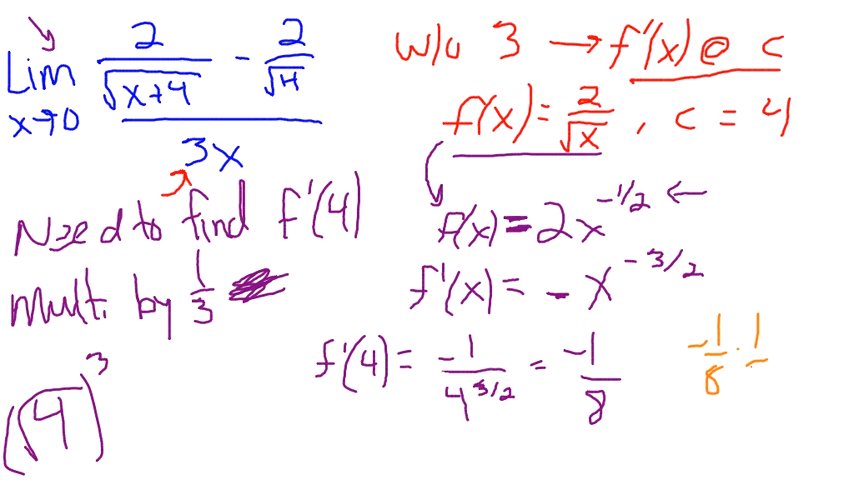 Lim x→0 2/√(x+4) - 2/√4
3x
w/o 3 → f'(x) @ c
f(x) = 2/√x , c = 4
Need to find f'(4)
multi by 1/3
f(x) = 2x^(-1/2) ←
f'(x) = - x^(-3/2)
f'(4) = -1/4^(3/2) = -1/8
-1/8 · 1/
(√4)^3